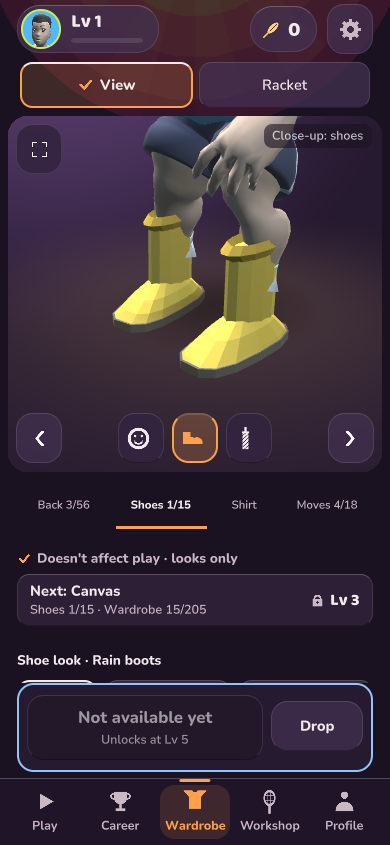 Lv 1
0
View
Racket
Close-up: shoes
Back 3/56
Shoes 1/15
Shirt
Moves 4/18
Doesn't affect play · looks only
Next: Canvas
Shoes 1/15 · Wardrobe 15/205
Lv 3
Shoe look · Rain boots
Not available yet
Unlocks at Lv 5
Drop
Play
Career
Wardrobe
Workshop
Profile